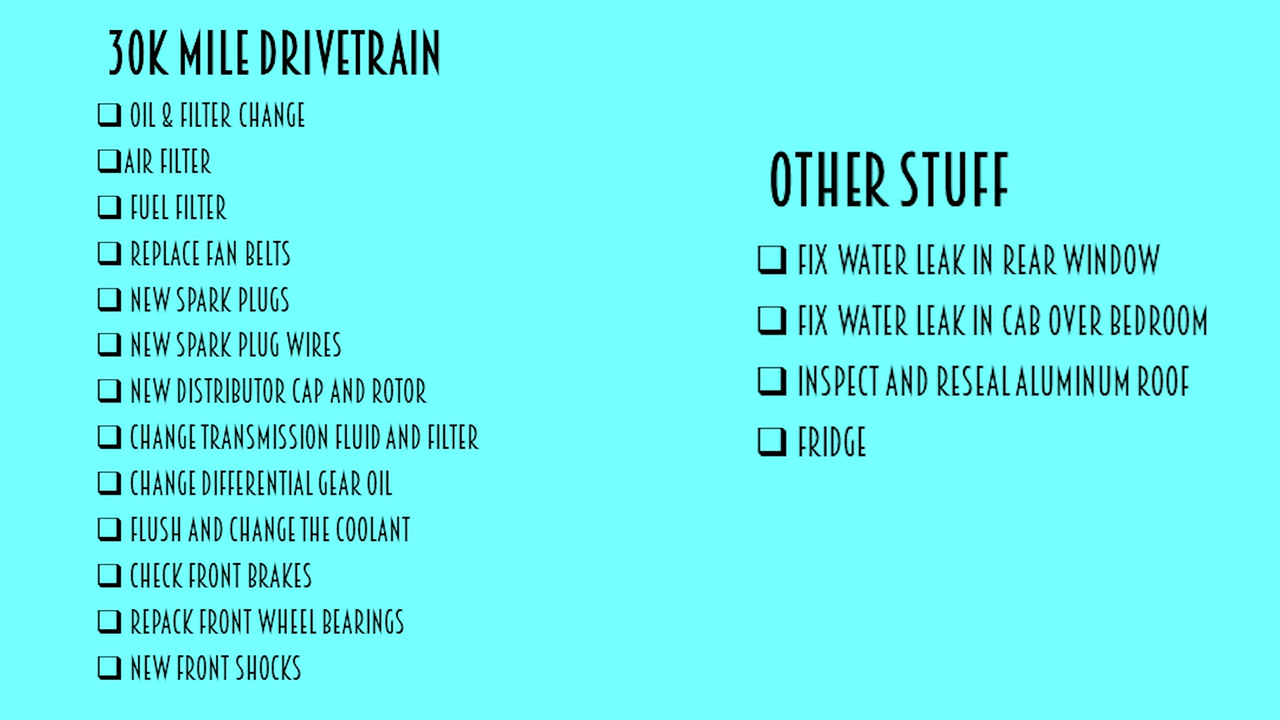 30K MILE DRIVETRAIN
❑ OIL & FILTER CHANGE
❑AIR FILTER
❑ FUEL FILTER
❑ REPLACE FAN BELTS
❑ NEW SPARK PLUGS
❑ NEW SPARK PLUG WIRES
❑ NEW DISTRIBUTOR CAP AND ROTOR
❑ CHANGE TRANSMISSION FLUID AND FILTER
❑ CHANGE DIFFERENTIAL GEAR OIL
❑ FLUSH AND CHANGE THE COOLANT
❑ CHECK FRONT BRAKES
❑ REPACK FRONT WHEEL BEARINGS
❑ NEW FRONT SHOCKS
OTHER STUFF
❑ FIX WATER LEAK IN REAR WINDOW
❑ FIX WATER LEAK IN CAB OVER BEDROOM
❑ INSPECT AND RESEAL ALUMINUM ROOF
❑ FRIDGE